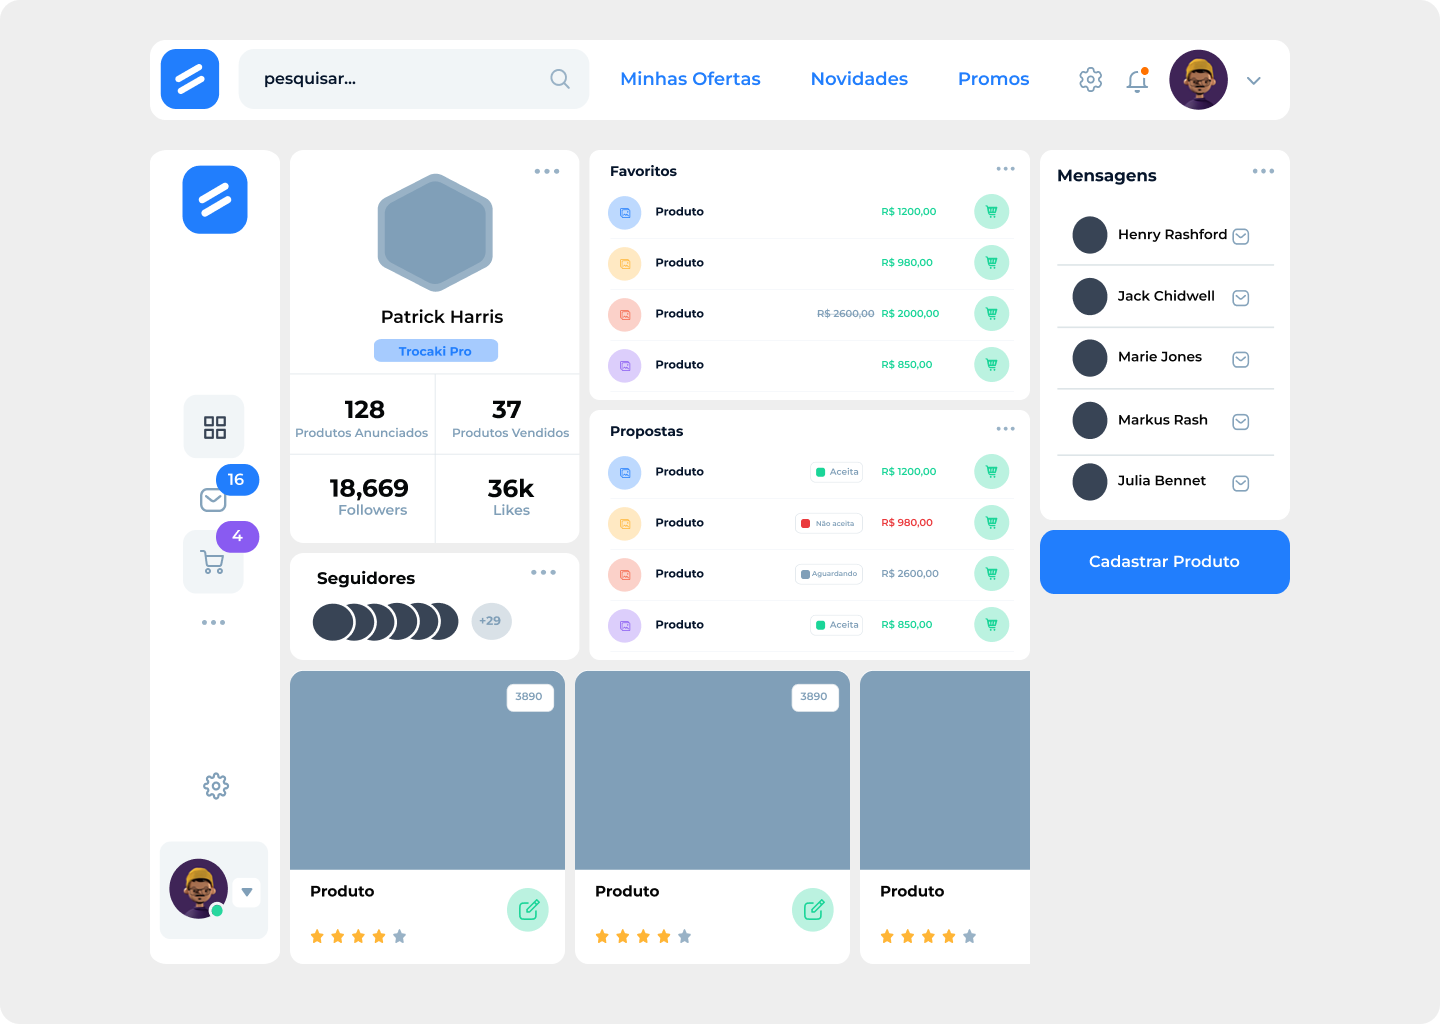 pesquisar...
Minhas Ofertas
Novidades
Promos
16
4
Patrick Harris
Trocaki Pro
128
Produtos Anunciados
37
Produtos Vendidos
18,669
Followers
36k
Likes
Seguidores
+29
Favoritos
Produto R$ 1200,00
Produto R$ 980,00
Produto R$ 2600,00 R$ 2000,00
Produto R$ 850,00
Propostas
Produto Aceita R$ 1200,00
Produto Não aceita R$ 980,00
Produto Aguardando R$ 2600,00
Produto Aceita R$ 850,00
Mensagens
Henry Rashford
Jack Chidwell
Marie Jones
Markus Rash
Julia Bennet
Cadastrar Produto
3890
Produto
3890
Produto
Produto